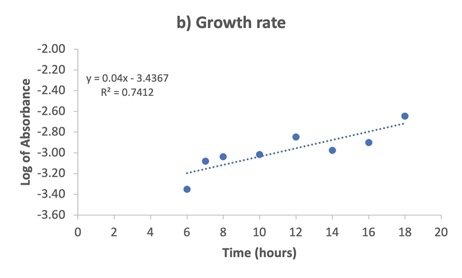 b) Growth rate
-2.00
-2.20
-2.40
-2.60
-2.80
-3.00
-3.20
-3.40
-3.60
Log of Absorbance
y = 0.04x - 3.4367
R² = 0.7412
0 2 4 6 8 10 12 14 16 18 20
Time (hours)